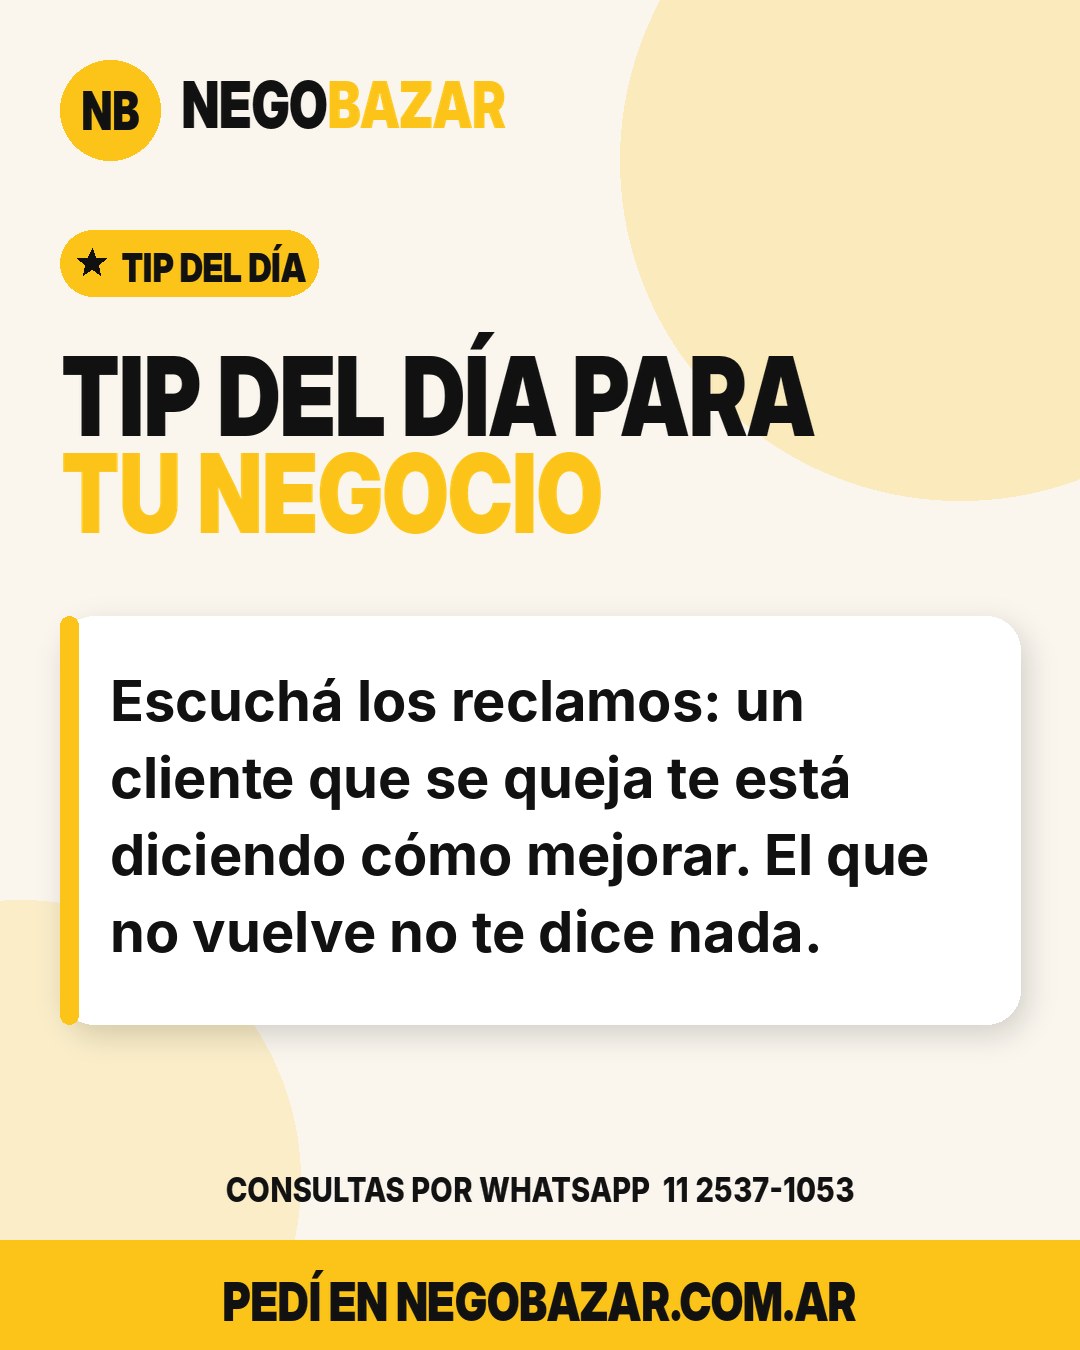 NB NEGOBAZAR
★ TIP DEL DÍA
TIP DEL DÍA PARA
TU NEGOCIO
Escuchá los reclamos: un
cliente que se queja te está
diciendo cómo mejorar. El que
no vuelve no te dice nada.
CONSULTAS POR WHATSAPP 11 2537-1053
PEDÍ EN NEGOBAZAR.COM.AR